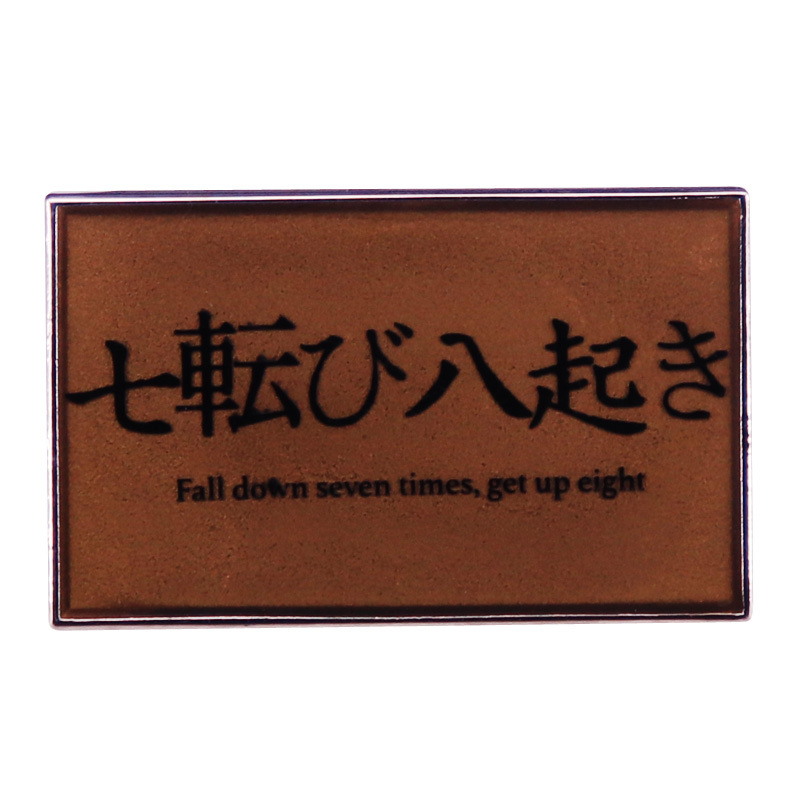 七転び八起き
Fall down seven times, get up eight